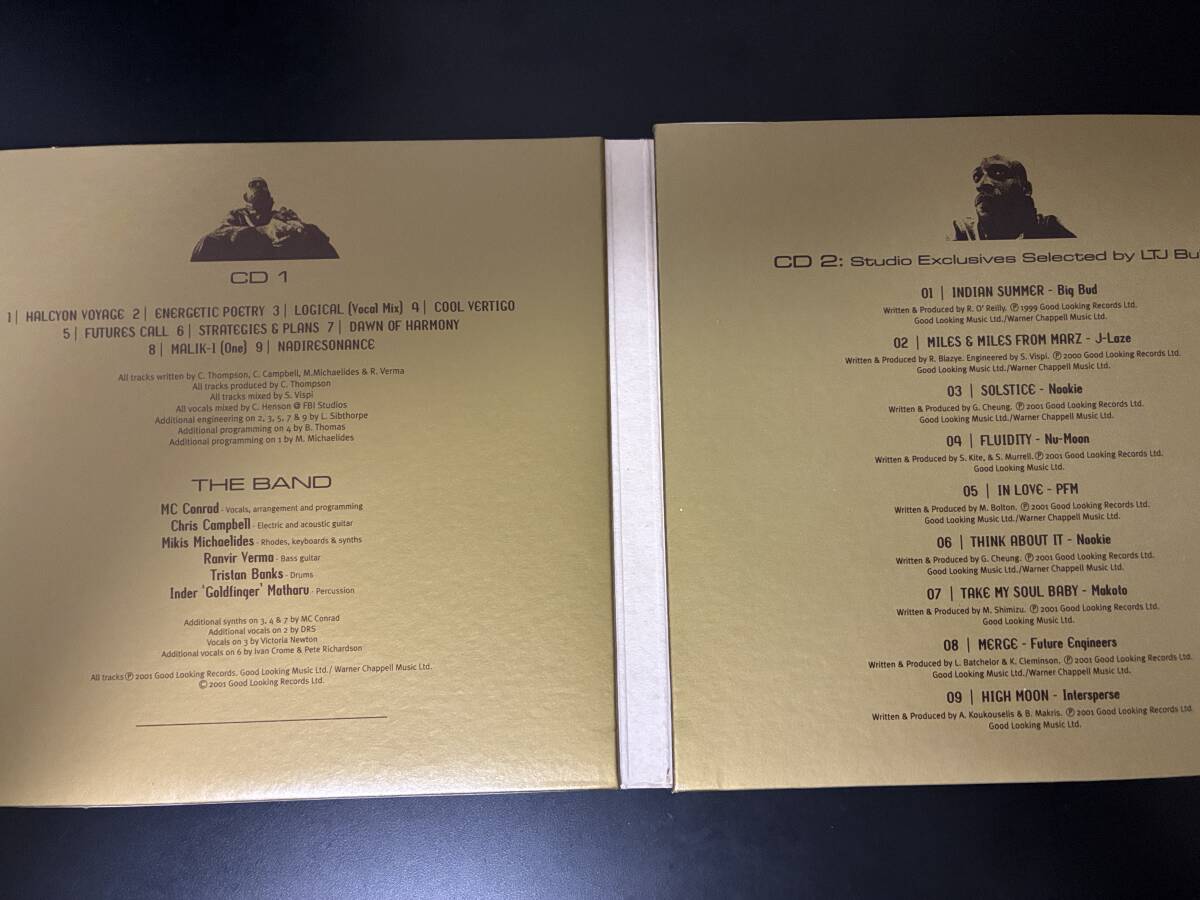 CD 1
1| HALCYON VOYAGE 2| ENERGETIC POETRY 3| LOGICAL (Vocal Mix) 4| COOL VERTIGO
5| FUTURES CALL 6| STRATEGIES & PLANS 7| DAWN OF HARMONY
8| MALIK-1 (One) 9| NADIRESONANCE
All tracks written by C. Thompson, C. Campbell, M.Michaelides & R. Verma
All tracks produced by C. Thompson
All tracks mixed by S. Vispi
All vocals mixed by C. Henson @ FBI Studios
Additional engineering on 2, 3, 5, 7 & 9 by L. Sibthorpe
Additional programming on 4 by B. Thomas
Additional programming on 1 by M. Michaelides
THE BAND
MC Conrad - Vocals, arrangement and programming
Chris Campbell - Electric and acoustic guitar
Mikis Michaelides - Rhodes, keyboards & synths
Ranvir Verma - Bass guitar
Tristan Banks - Drums
Inder 'Goldfinger' Matharu - Percussion
Additional synths on 3, 4 & 7 by MC Conrad
Additional vocals on 2 by DRS
Vocals on 3 by Victoria Newton
Additional vocals on 6 by Ivan Crome & Pete Richardson
All tracks ℗ 2001 Good Looking Records. Good Looking Music Ltd./ Warner Chappell Music Ltd.
© 2001 Good Looking Records Ltd.
CD 2: Studio Exclusives Selected by LTJ Bu
01 | INDIAN SUMMER - Big Bud
Written & Produced by R. O' Reilly. ℗ 1999 Good Looking Records Ltd.
Good Looking Music Ltd./Warner Chappell Music Ltd.
02 | MILES & MILES FROM MARZ - J-Laze
Written & Produced by R. Blazye. Engineered by S. Vispi. ℗ 2000 Good Looking Records Ltd.
Good Looking Music Ltd./Warner Chappell Music Ltd.
03 | SOLSTICE - Nookie
Written & Produced by G. Cheung. ℗ 2001 Good Looking Records Ltd.
Good Looking Music Ltd./Warner Chappell Music Ltd.
04 | FLUIDITY - Nu-Moon
Written & Produced by S. Kite, & S. Murrell. ℗ 2001 Good Looking Records Ltd.
Good Looking Music Ltd.
05 | IN LOVE - PFM
Written & Produced by M. Bolton. ℗ 2001 Good Looking Records Ltd.
Good Looking Music Ltd./Warner Chappell Music Ltd.
06 | THINK ABOUT IT - Nookie
Written & Produced by G. Cheung. ℗ 2001 Good Looking Records Ltd.
Good Looking Music Ltd./Warner Chappell Music Ltd.
07 | TAKE MY SOUL BABY - Makoto
Written & Produced by M. Shimizu. ℗ 2001 Good Looking Records Ltd.
Good Looking Music Ltd.
08 | MERGE - Future Engineers
Written & Produced by L. Batchelor & K. Cleminson. ℗ 2001 Good Looking Records Ltd.
Good Looking Music Ltd./Warner Chappell Music Ltd.
09 | HIGH MOON - Intersperse
Written & Produced by A. Koukouselis & B. Makris. ℗ 2001 Good Looking Records Ltd.
Good Looking Music Ltd.